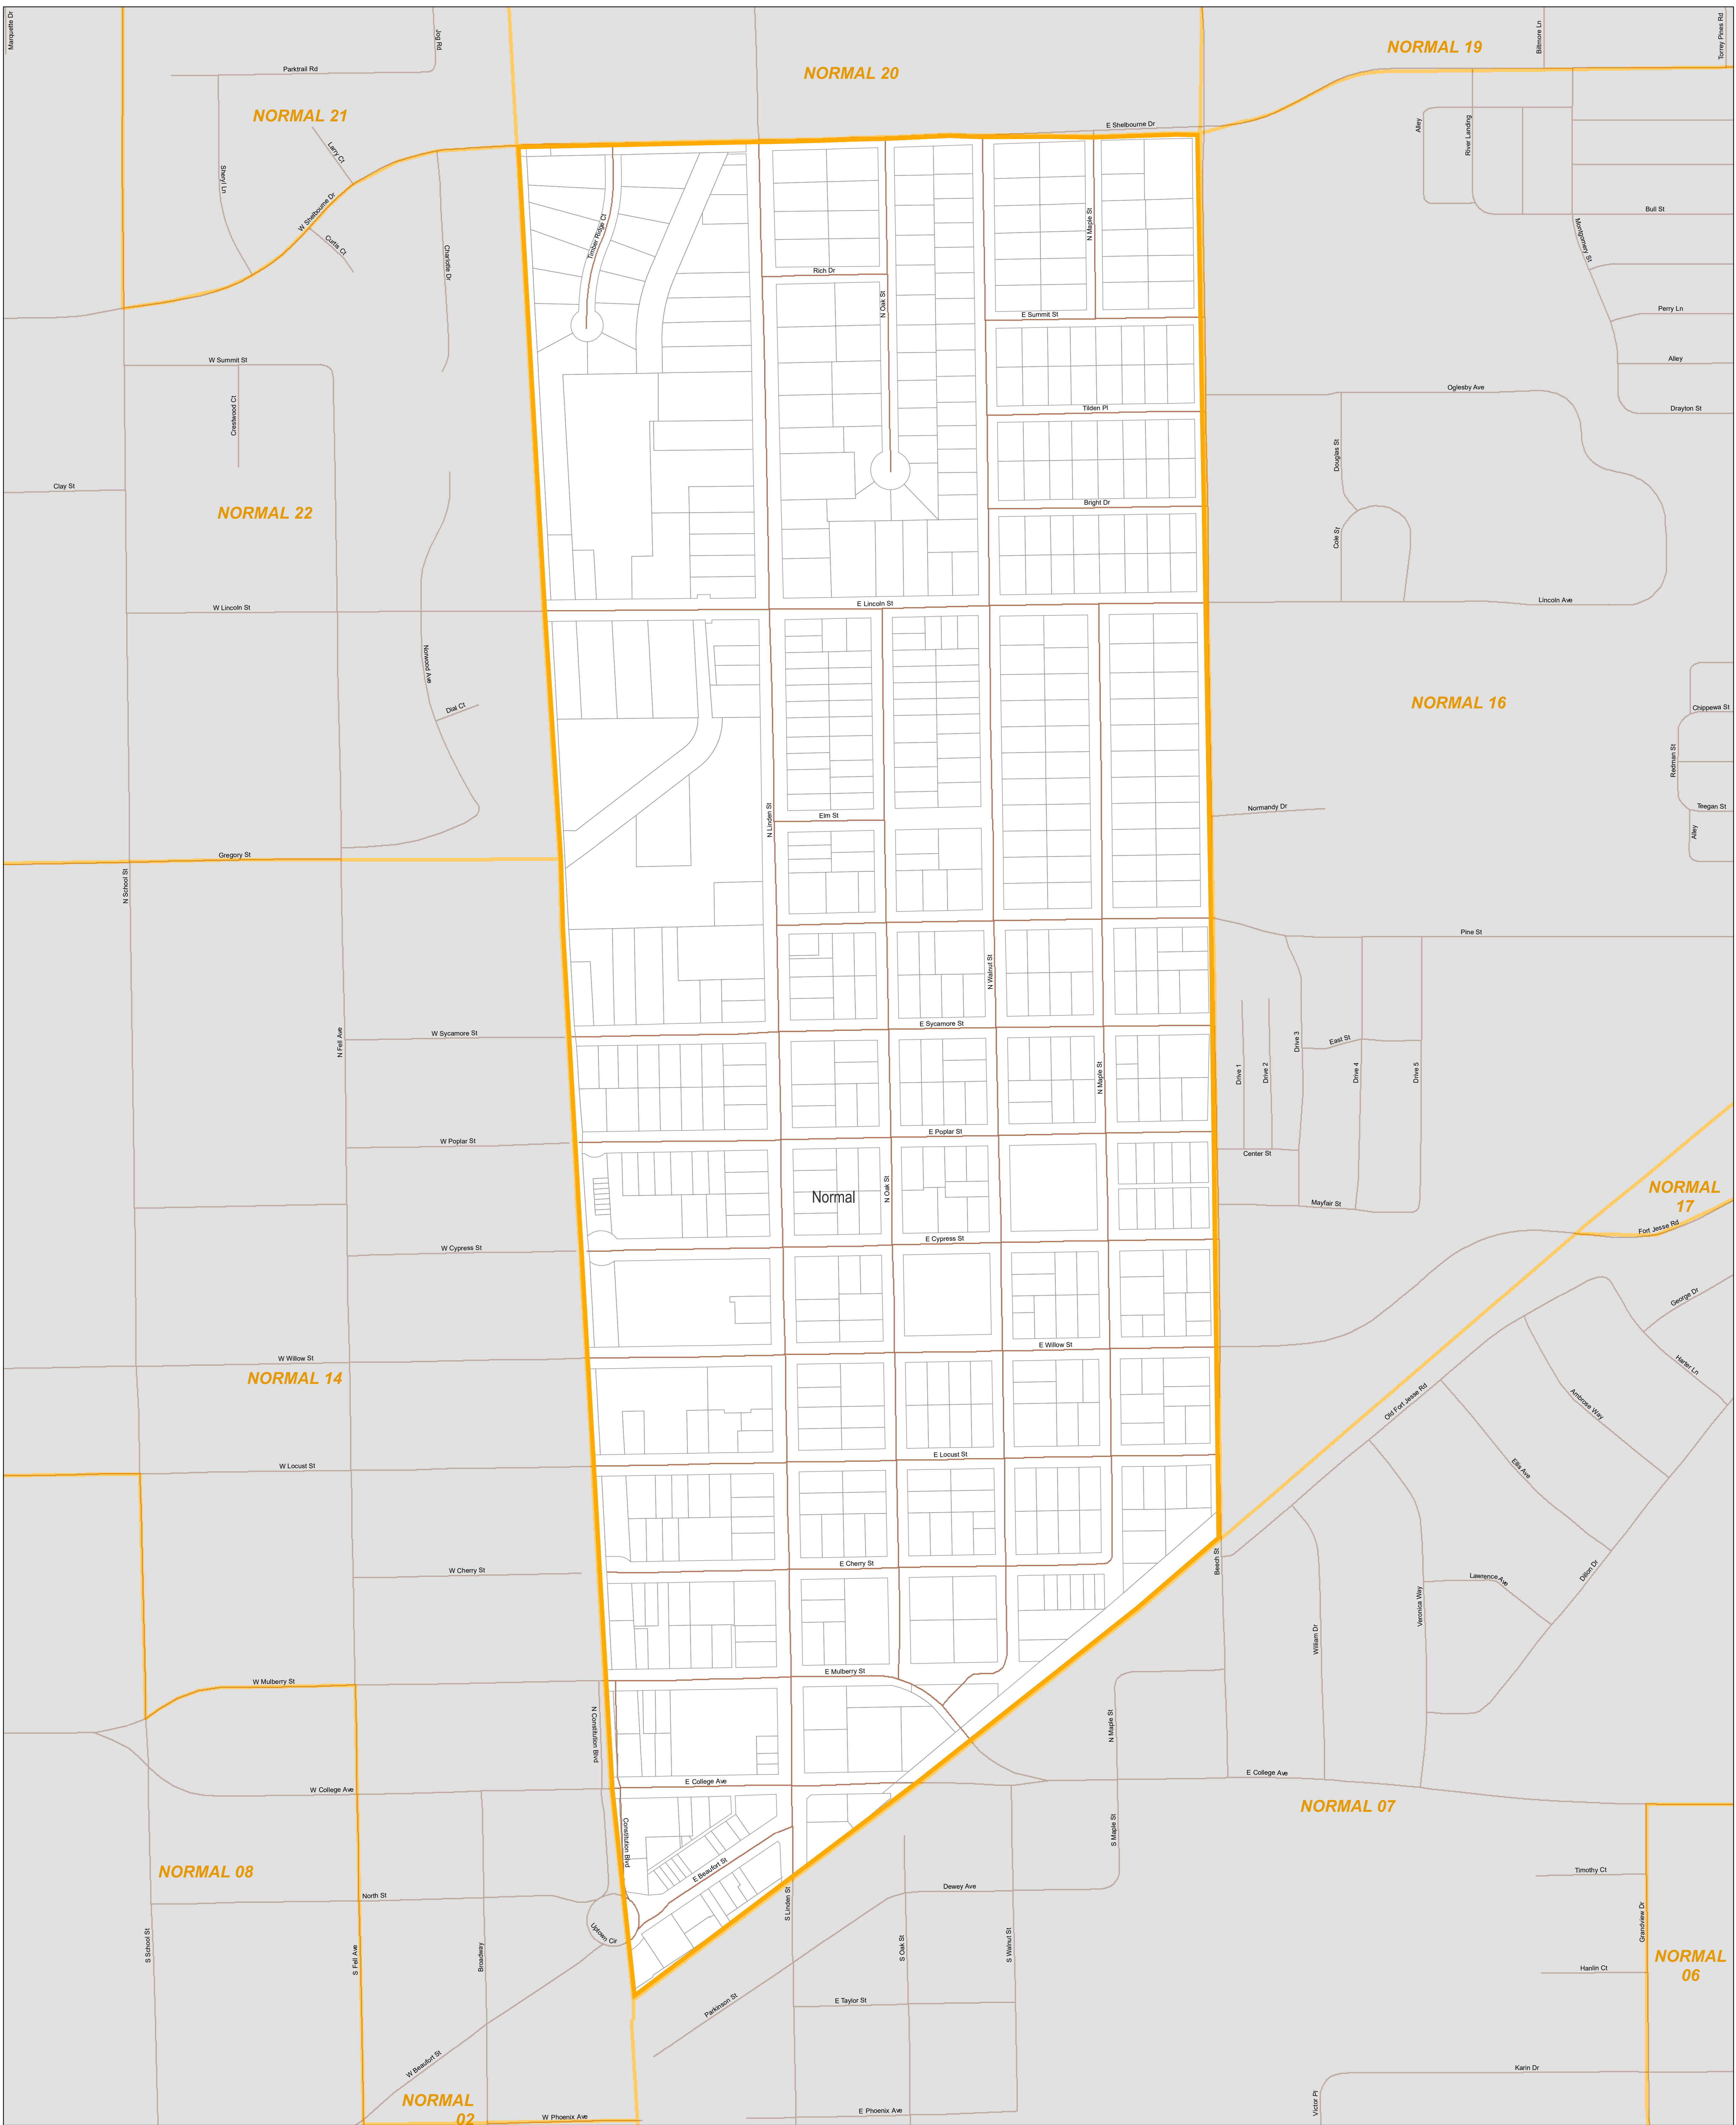 Marquette Dr
Jog Rd
Biltmore Ln
Torrey Pines Rd
NORMAL 19
NORMAL 20
Parktrail Rd
NORMAL 21
E Shelbourne Dr
Alley
River Landing
Larry Ct
Sheryl Ln
W Shelbourne Dr
Curtis Ct
Charlotte Dr
Timber Ridge Ct
N Maple St
Bull St
Montgomery St
Rich Dr
N Oak St
E Summit St
Perry Ln
W Summit St
Alley
Crestwood Ct
Oglesby Ave
Tilden Pl
Drayton St
Douglas St
Clay St
NORMAL 22
Bright Dr
Cole St
W Lincoln St
E Lincoln St
Lincoln Ave
Norwood Ave
Dial Ct
NORMAL 16
Chippewa St
Redman St
Normandy Dr
Teegan St
N Linden St
Elm St
Alley
Gregory St
N School St
Pine St
N Walnut St
N Fell Ave
W Sycamore St
E Sycamore St
Drive 3
East St
Drive 1
Drive 2
Drive 4
Drive 5
N Maple St
W Poplar St
E Poplar St
Center St
Normal
N Oak St
NORMAL
17
Mayfair St
Fort Jesse Rd
W Cypress St
E Cypress St
George Dr
E Willow St
W Willow St
Harter Ln
NORMAL 14
Old Fort Jesse Rd
Ambrose Way
E Locust St
W Locust St
Ellis Ave
Beech St
W Cherry St
E Cherry St
Lawrence Ave
Dillon Dr
Veronica Way
William Dr
W Mulberry St
E Mulberry St
N Constitution Blvd
N Maple St
W College Ave
E College Ave
E College Ave
NORMAL 07
S Maple St
Constitution Blvd
NORMAL 08
E Beaufort St
Timothy Ct
North St
Dewey Ave
S Linden St
Grandview Dr
Uptown Cir
S School St
S Fell Ave
Broadway
S Oak St
S Walnut St
NORMAL
06
Hanlin Ct
Parkinson St
E Taylor St
W Beaufort St
Karin Dr
Victor Pl
NORMAL
02
W Phoenix Ave
E Phoenix Ave